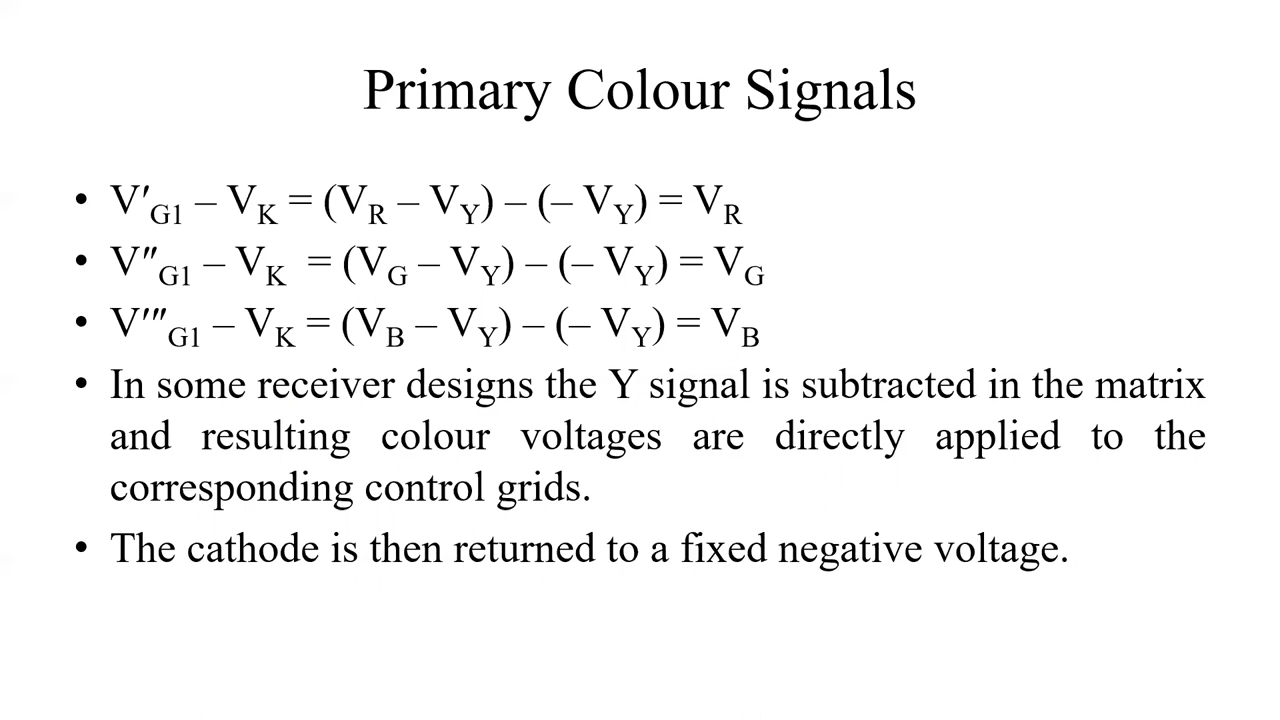 Primary Colour Signals
• V′G1 – VK = (VR – VY) – (– VY) = VR
• V″G1 – VK = (VG – VY) – (– VY) = VG
• V′″G1 – VK = (VB – VY) – (– VY) = VB
• In some receiver designs the Y signal is subtracted in the matrix
and resulting colour voltages are directly applied to the
corresponding control grids.
• The cathode is then returned to a fixed negative voltage.